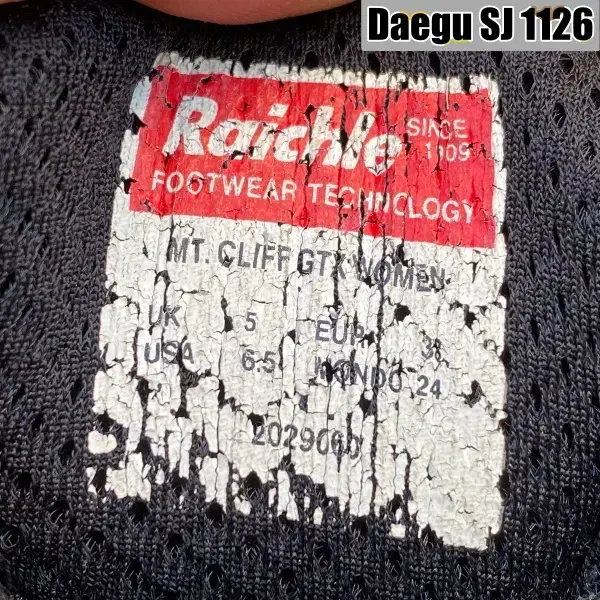 Daegu SJ 1126
Raichle
SINCE
1909
FOOTWEAR TECHNOLOGY
MT. CLIFF GTX WOMEN
UK 5 EUR 38
USA 6.5 MONDO 24